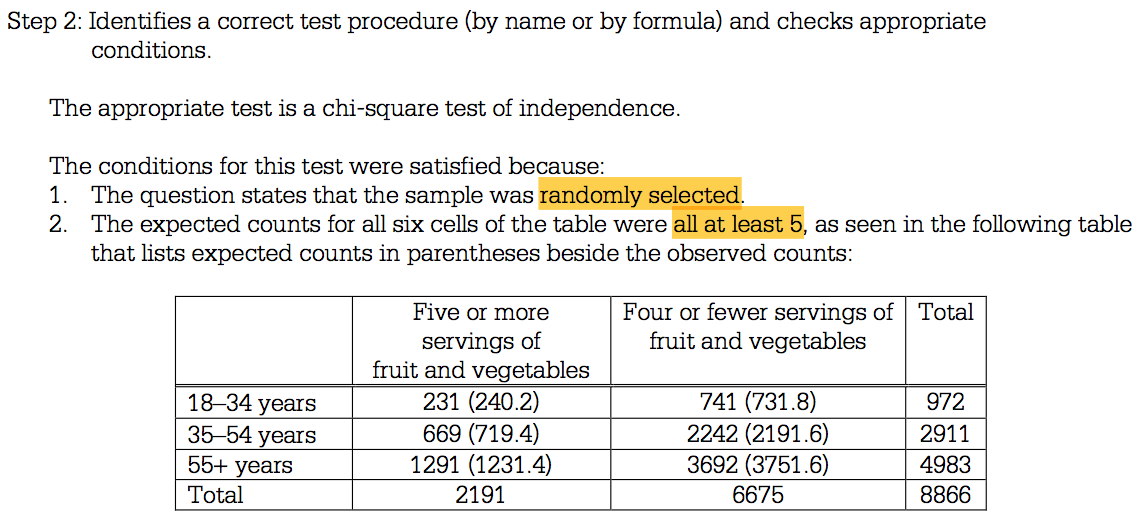 Step 2: Identifies a correct test procedure (by name or by formula) and checks appropriate
conditions.
The appropriate test is a chi-square test of independence.
The conditions for this test were satisfied because:
1. The question states that the sample was randomly selected.
2. The expected counts for all six cells of the table were all at least 5, as seen in the following table
that lists expected counts in parentheses beside the observed counts:
Five or more servings of fruit and vegetables Four or fewer servings of fruit and vegetables Total
18–34 years 231 (240.2) 741 (731.8) 972
35–54 years 669 (719.4) 2242 (2191.6) 2911
55+ years 1291 (1231.4) 3692 (3751.6) 4983
Total 2191 6675 8866